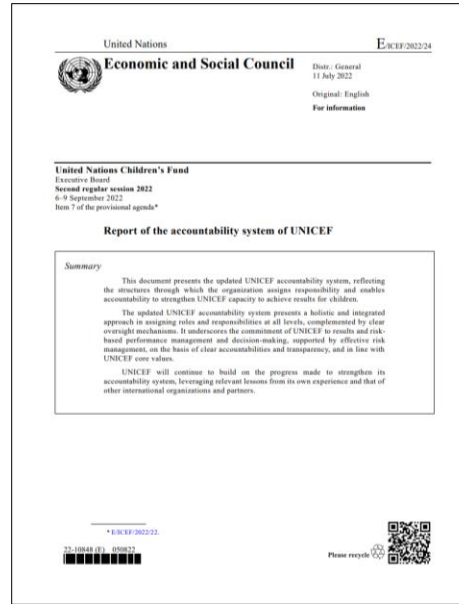 United Nations
E/ICEF/2022/24
Economic and Social Council
Distr.: General
11 July 2022
Original: English
For information
United Nations Children's Fund
Executive Board
Second regular session 2022
6–9 September 2022
Item 7 of the provisional agenda*
Report of the accountability system of UNICEF
Summary
This document presents the updated UNICEF accountability system, reflecting
the structures through which the organization assigns responsibility and enables
accountability to strengthen UNICEF capacity to achieve results for children.
The updated UNICEF accountability system presents a holistic and integrated
approach in assigning roles and responsibilities at all levels, complemented by clear
oversight mechanisms. It underscores the commitment of UNICEF to results and risk-
based performance management and decision-making, supported by effective risk
management, on the basis of clear accountabilities and transparency, and in line with
UNICEF core values.
UNICEF will continue to build on the progress made to strengthen its
accountability system, leveraging relevant lessons from its own experience and that of
other international organizations and partners.
* E/ICEF/2022/22.
22-10848 (E) 050822
Please recycle